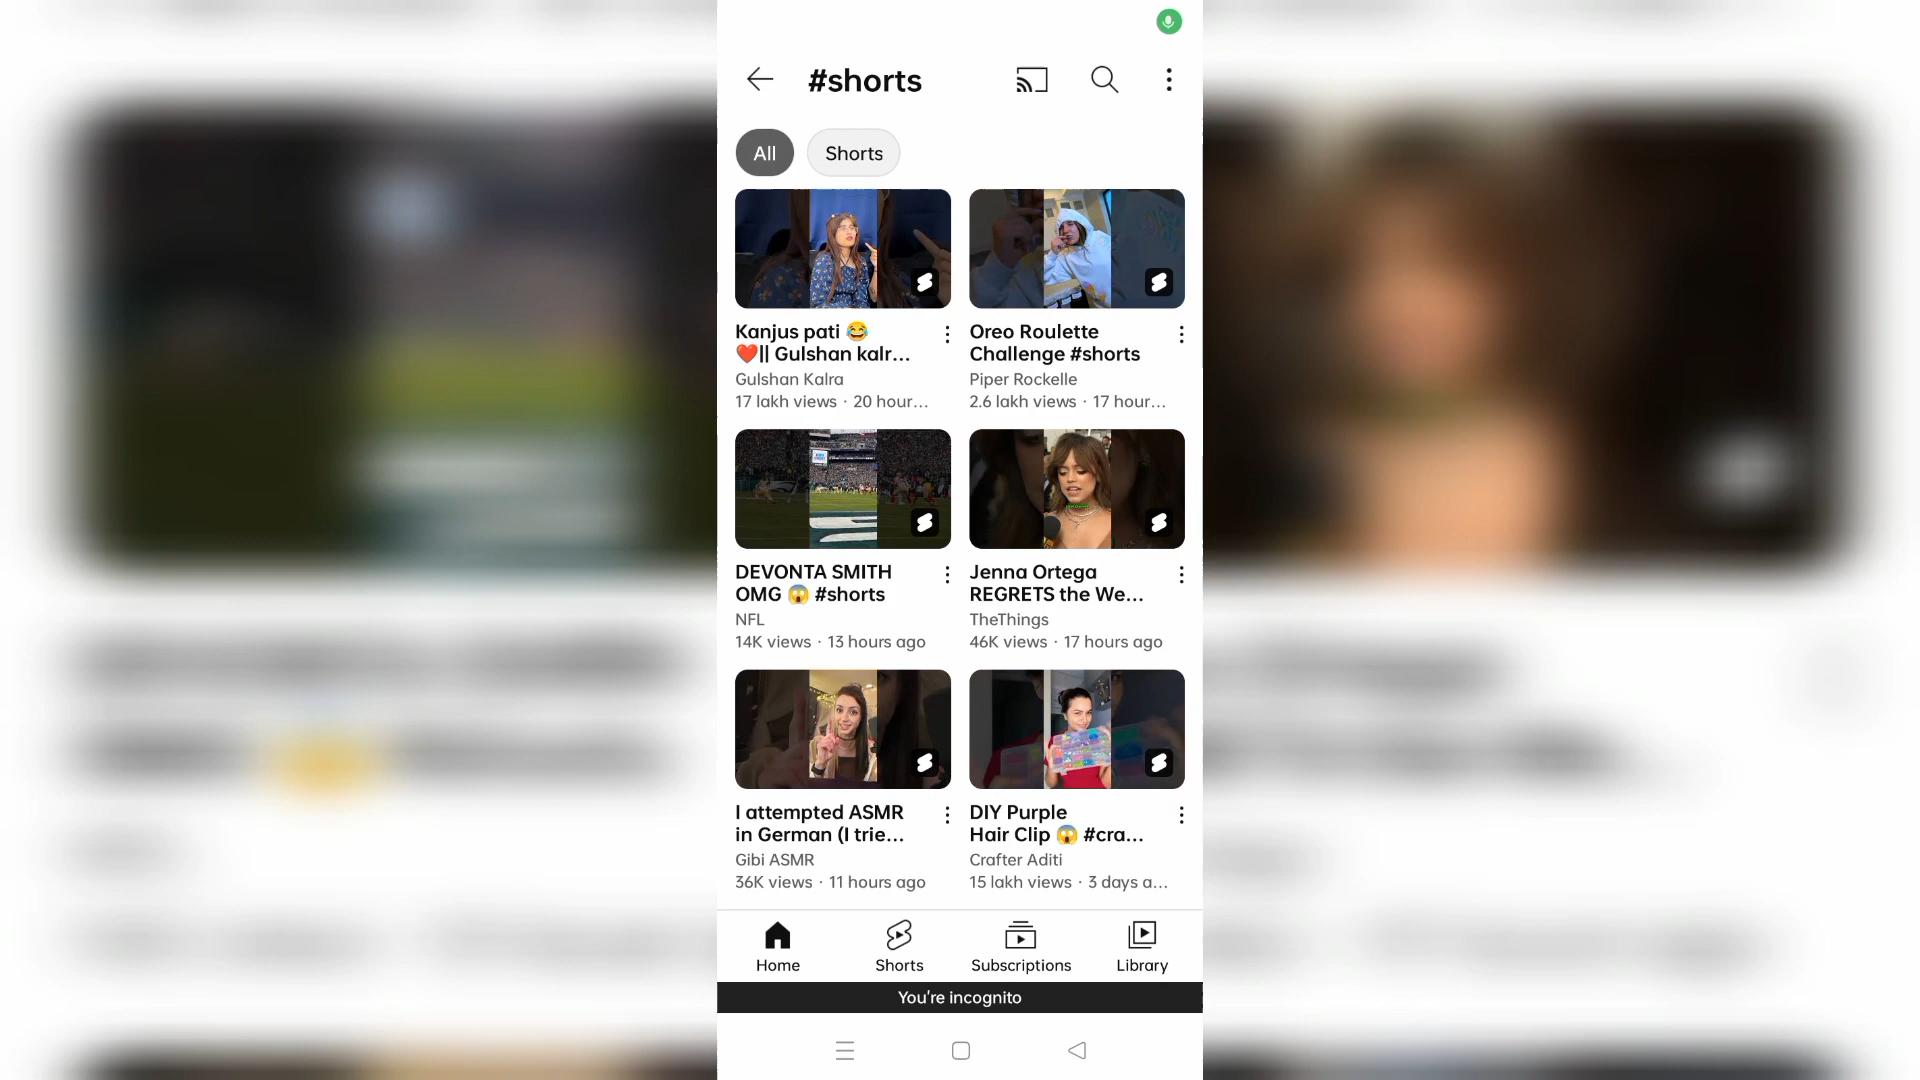 #shorts
All
Shorts
Kanjus pati 😂
❤️|| Gulshan kalr...
Gulshan Kalra
17 lakh views · 20 hour...
Oreo Roulette
Challenge #shorts
Piper Rockelle
2.6 lakh views · 17 hour...
DEVONTA SMITH
OMG 😱 #shorts
NFL
14K views · 13 hours ago
Jenna Ortega
REGRETS the We...
TheThings
46K views · 17 hours ago
I attempted ASMR
in German (I trie...
Gibi ASMR
36K views · 11 hours ago
DIY Purple
Hair Clip 😱 #cra...
Crafter Aditi
15 lakh views · 3 days a...
Home
Shorts
Subscriptions
Library
You're incognito